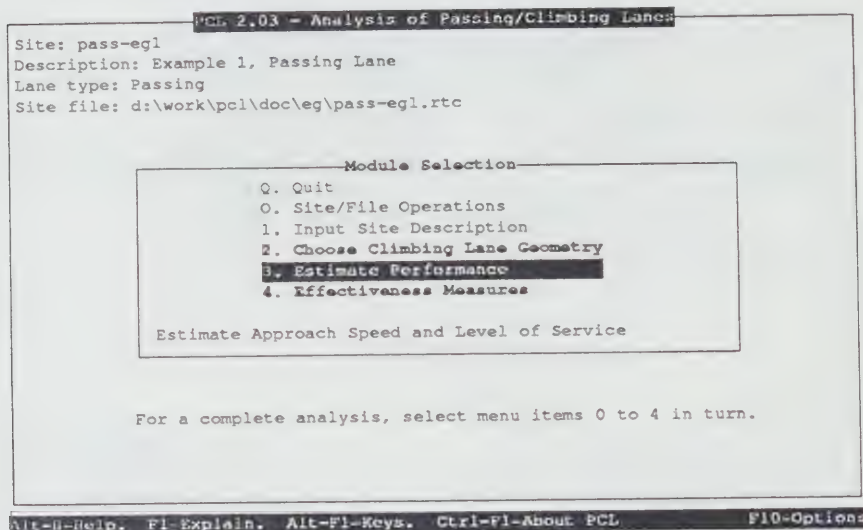 PCL 2.03 - Analysis of Passing/Climbing Lanes
Site: pass-eg1
Description: Example 1, Passing Lane
Lane type: Passing
Site file: d:\work\pcl\doc\eg\pass-eg1.rtc
Module Selection
Q. Quit
0. Site/File Operations
1. Input Site Description
2. Choose Climbing Lane Geometry
3. Estimate Performance
4. Effectiveness Measures
Estimate Approach Speed and Level of Service
For a complete analysis, select menu items 0 to 4 in turn.
Alt-H-Help. F1-Explain. Alt-F1-Keys. Ctrl-F1-About PCL F10-Option